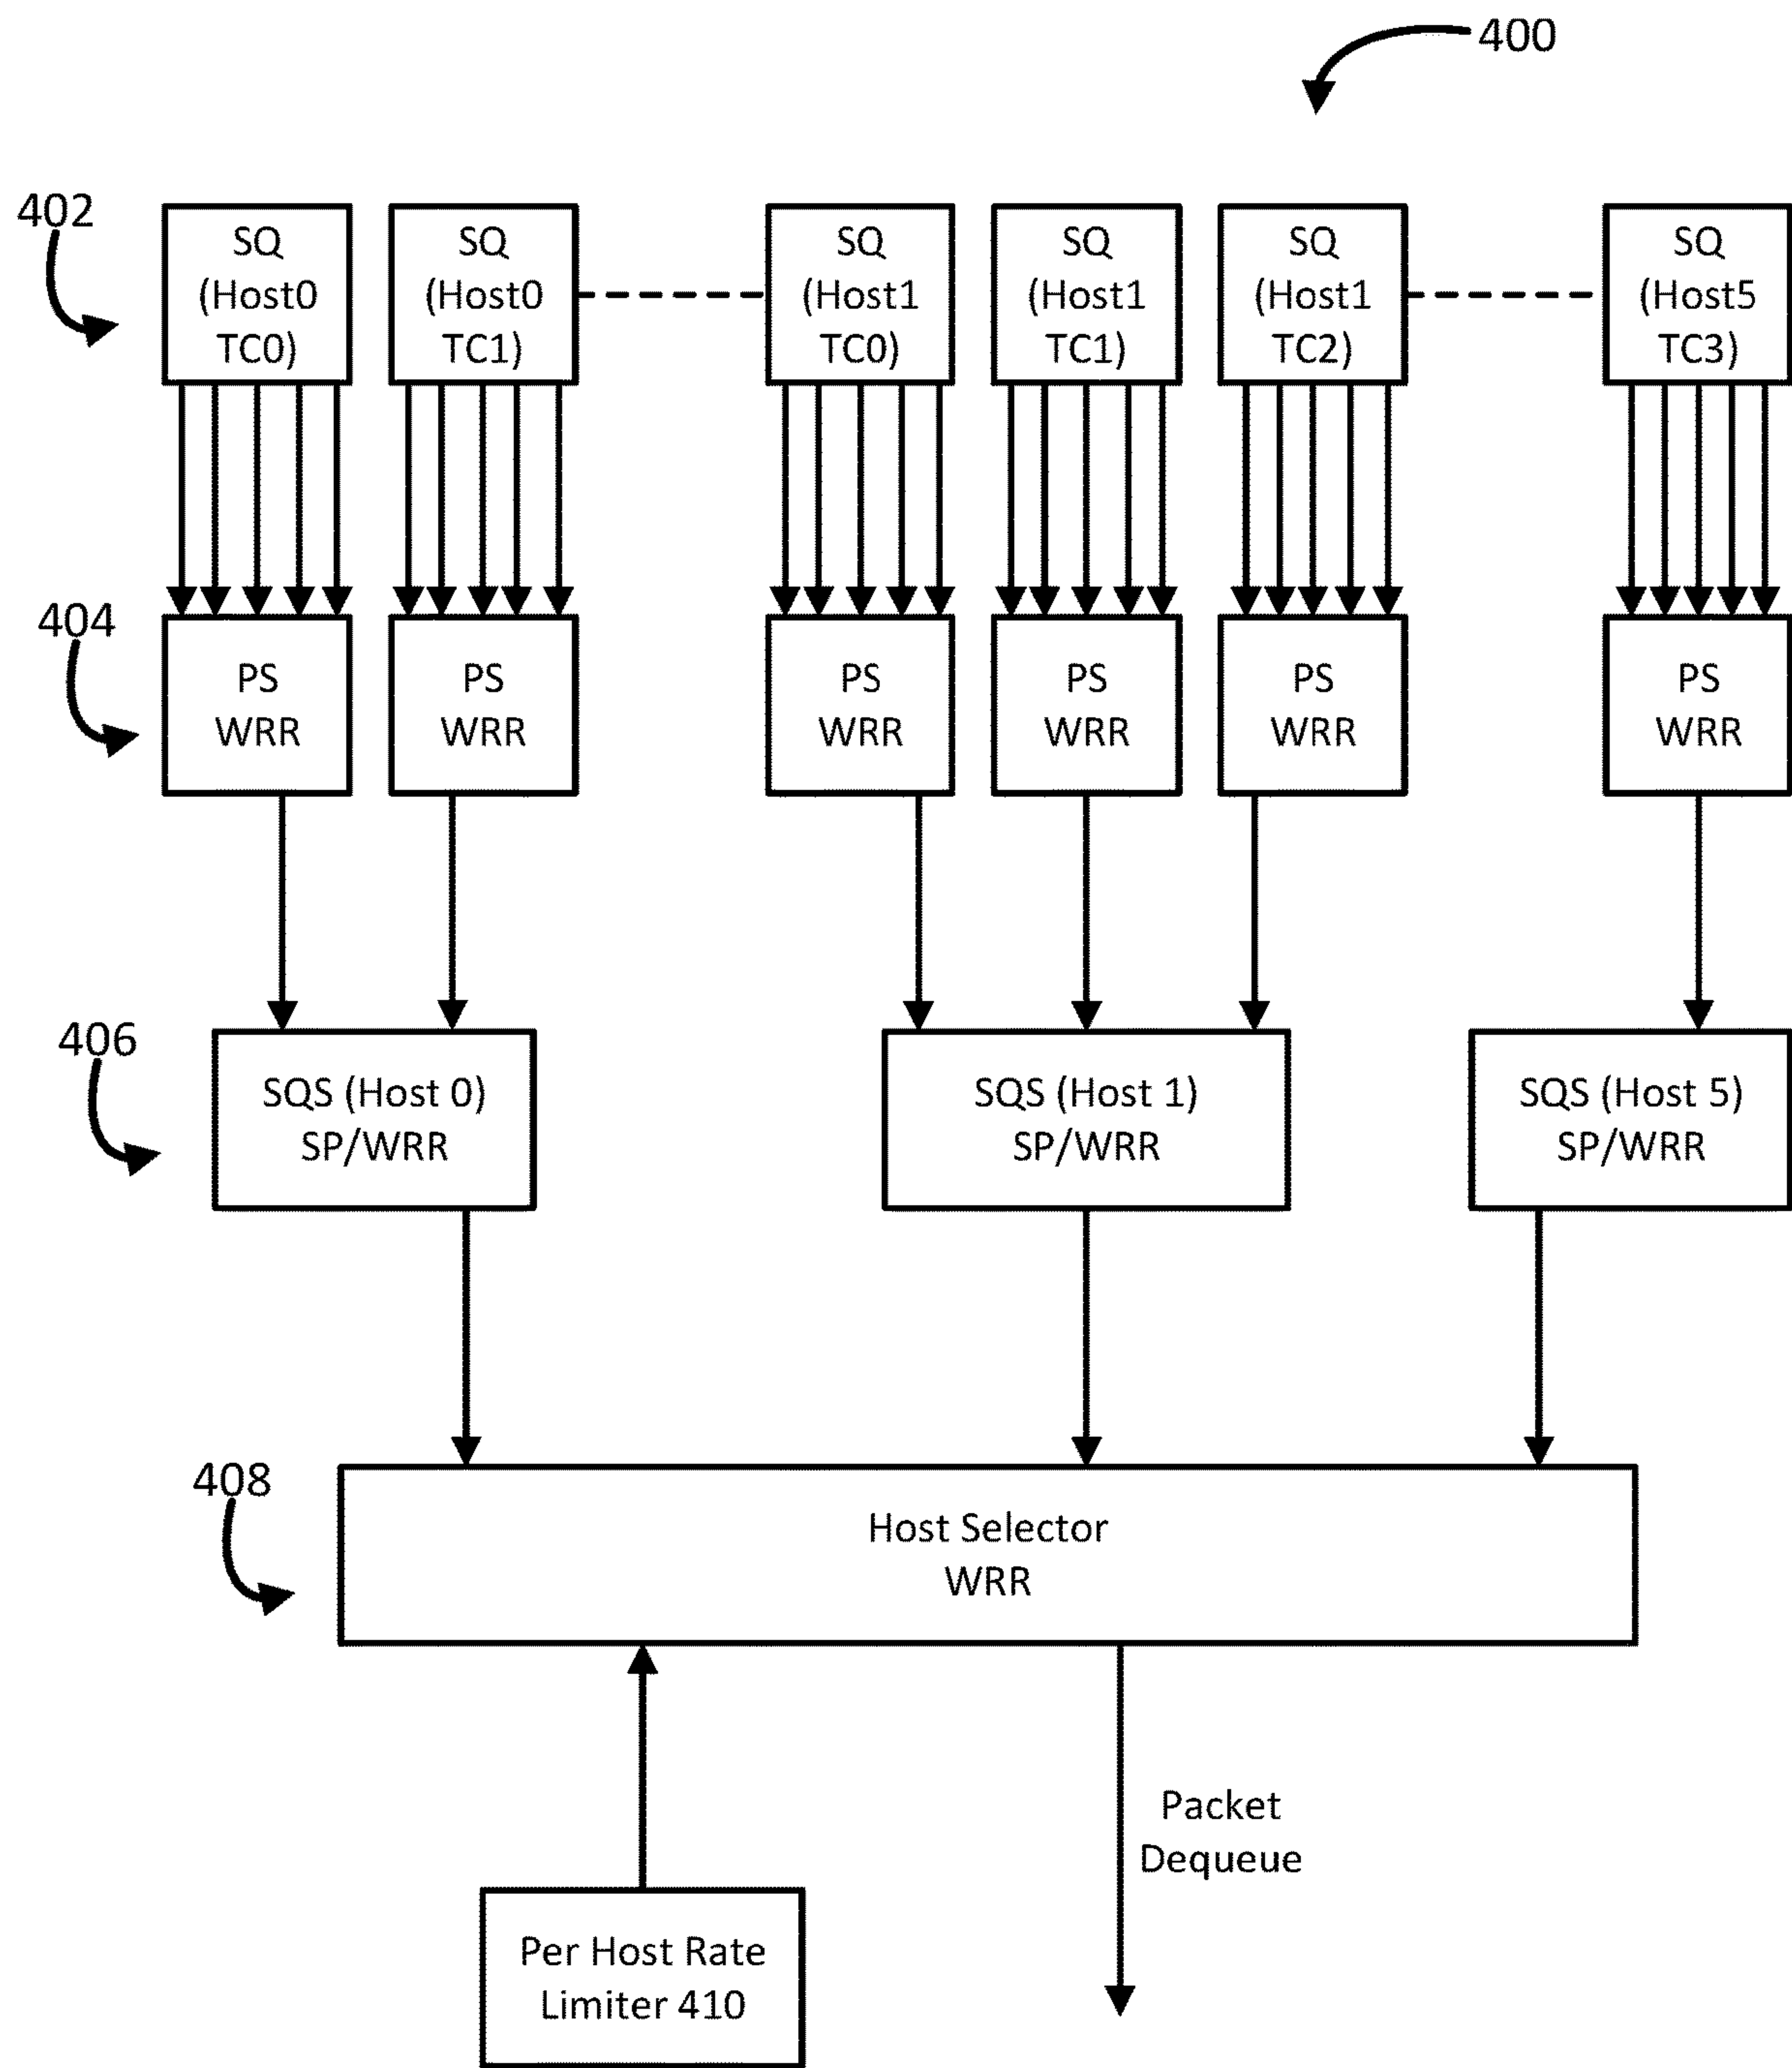 400
402
SQ
(Host0
TC0)
SQ
(Host0
TC1)
SQ
(Host1
TC0)
SQ
(Host1
TC1)
SQ
(Host1
TC2)
SQ
(Host5
TC3)
404
PS
WRR
PS
WRR
PS
WRR
PS
WRR
PS
WRR
PS
WRR
406
SQS (Host 0)
SP/WRR
SQS (Host 1)
SP/WRR
SQS (Host 5)
SP/WRR
408
Host Selector
WRR
Packet
Dequeue
Per Host Rate
Limiter 410